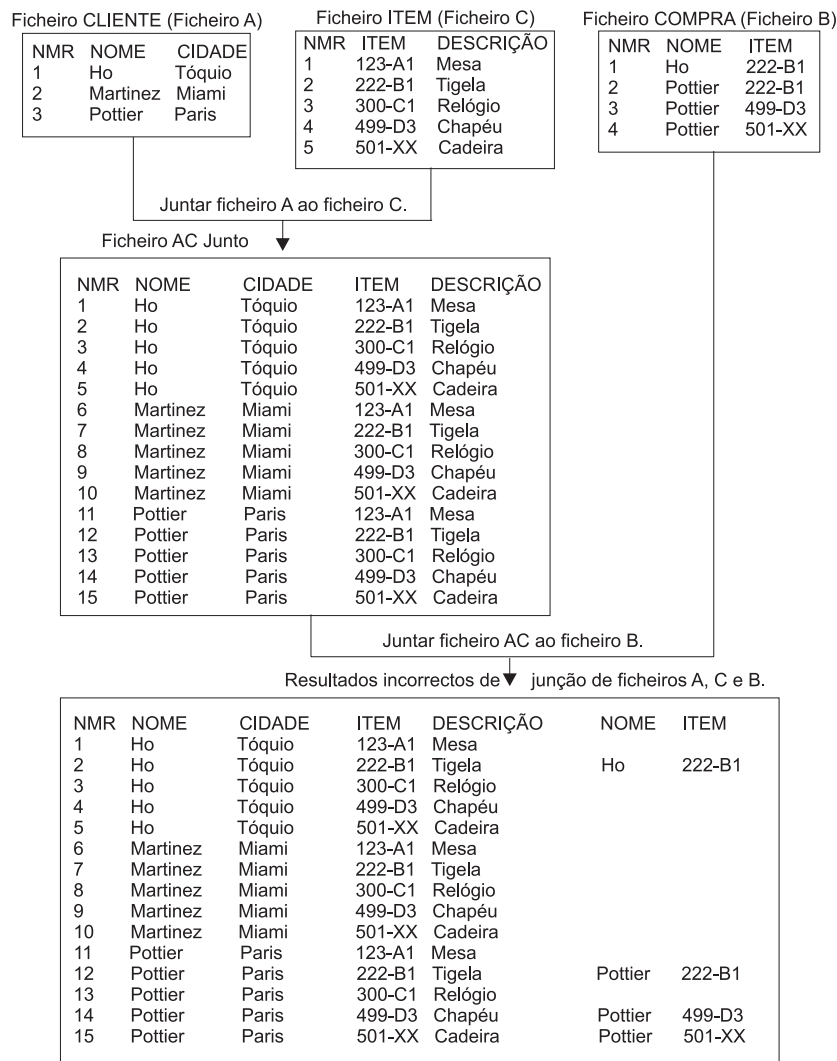 Ficheiro CLIENTE (Ficheiro A)
NMR NOME CIDADE
1 Ho Tóquio
2 Martinez Miami
3 Pottier Paris
Ficheiro ITEM (Ficheiro C)
NMR ITEM DESCRIÇÃO
1 123-A1 Mesa
2 222-B1 Tigela
3 300-C1 Relógio
4 499-D3 Chapéu
5 501-XX Cadeira
Ficheiro COMPRA (Ficheiro B)
NMR NOME ITEM
1 Ho 222-B1
2 Pottier 222-B1
3 Pottier 499-D3
4 Pottier 501-XX
Juntar ficheiro A ao ficheiro C.
Ficheiro AC Junto
NMR NOME CIDADE ITEM DESCRIÇÃO
1 Ho Tóquio 123-A1 Mesa
2 Ho Tóquio 222-B1 Tigela
3 Ho Tóquio 300-C1 Relógio
4 Ho Tóquio 499-D3 Chapéu
5 Ho Tóquio 501-XX Cadeira
6 Martinez Miami 123-A1 Mesa
7 Martinez Miami 222-B1 Tigela
8 Martinez Miami 300-C1 Relógio
9 Martinez Miami 499-D3 Chapéu
10 Martinez Miami 501-XX Cadeira
11 Pottier Paris 123-A1 Mesa
12 Pottier Paris 222-B1 Tigela
13 Pottier Paris 300-C1 Relógio
14 Pottier Paris 499-D3 Chapéu
15 Pottier Paris 501-XX Cadeira
Juntar ficheiro AC ao ficheiro B.
Resultados incorrectos de junção de ficheiros A, C e B.
NMR NOME CIDADE ITEM DESCRIÇÃO NOME ITEM
1 Ho Tóquio 123-A1 Mesa
2 Ho Tóquio 222-B1 Tigela Ho 222-B1
3 Ho Tóquio 300-C1 Relógio
4 Ho Tóquio 499-D3 Chapéu
5 Ho Tóquio 501-XX Cadeira
6 Martinez Miami 123-A1 Mesa
7 Martinez Miami 222-B1 Tigela
8 Martinez Miami 300-C1 Relógio
9 Martinez Miami 499-D3 Chapéu
10 Martinez Miami 501-XX Cadeira
11 Pottier Paris 123-A1 Mesa
12 Pottier Paris 222-B1 Tigela Pottier 222-B1
13 Pottier Paris 300-C1 Relógio
14 Pottier Paris 499-D3 Chapéu Pottier 499-D3
15 Pottier Paris 501-XX Cadeira Pottier 501-XX